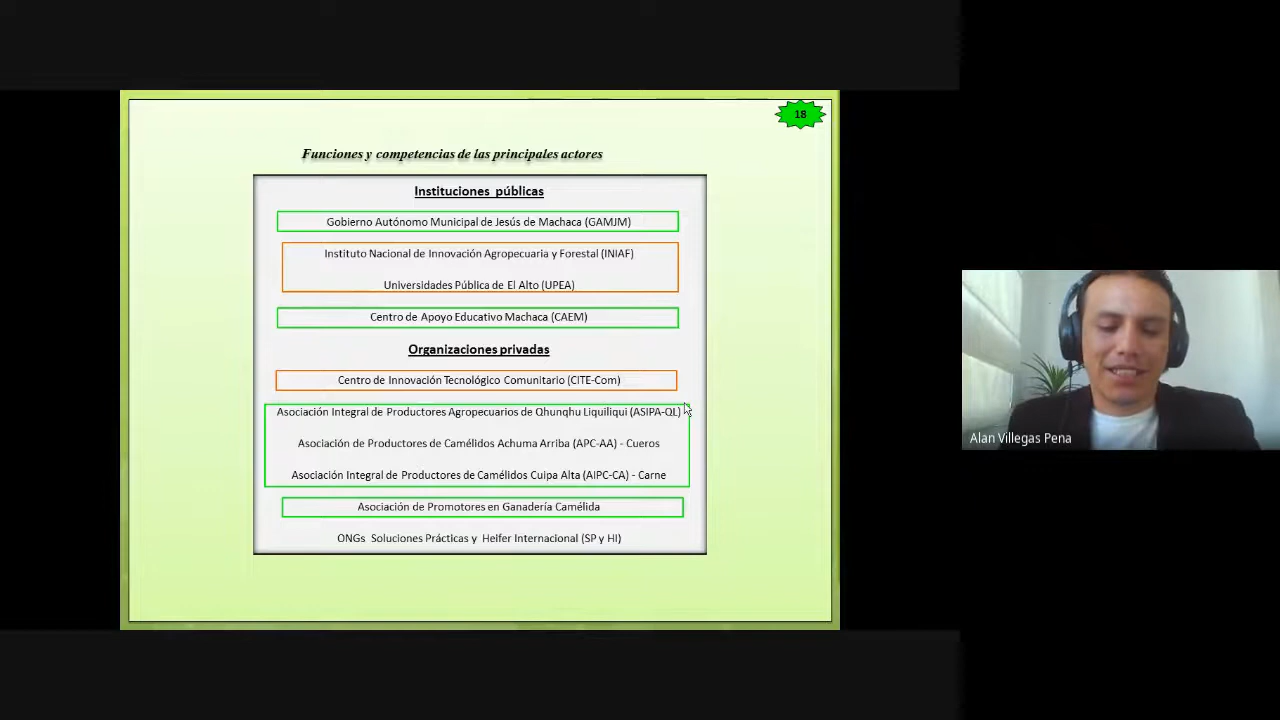 18
Funciones y competencias de las principales actores
Instituciones públicas
Gobierno Autónomo Municipal de Jesús de Machaca (GAMJM)
Instituto Nacional de Innovación Agropecuaria y Forestal (INIAF)
Universidades Pública de El Alto (UPEA)
Centro de Apoyo Educativo Machaca (CAEM)
Organizaciones privadas
Centro de Innovación Tecnológico Comunitario (CITE-Com)
Asociación Integral de Productores Agropecuarios de Qhunqhu Liquiliqui (ASIPA-QL)
Asociación de Productores de Camélidos Achuma Arriba (APC-AA) - Cueros
Asociación Integral de Productores de Camélidos Cuipa Alta (AIPC-CA) - Carne
Asociación de Promotores en Ganadería Camélida
ONGs Soluciones Prácticas y Heifer Internacional (SP y HI)
Alan Villegas Pena